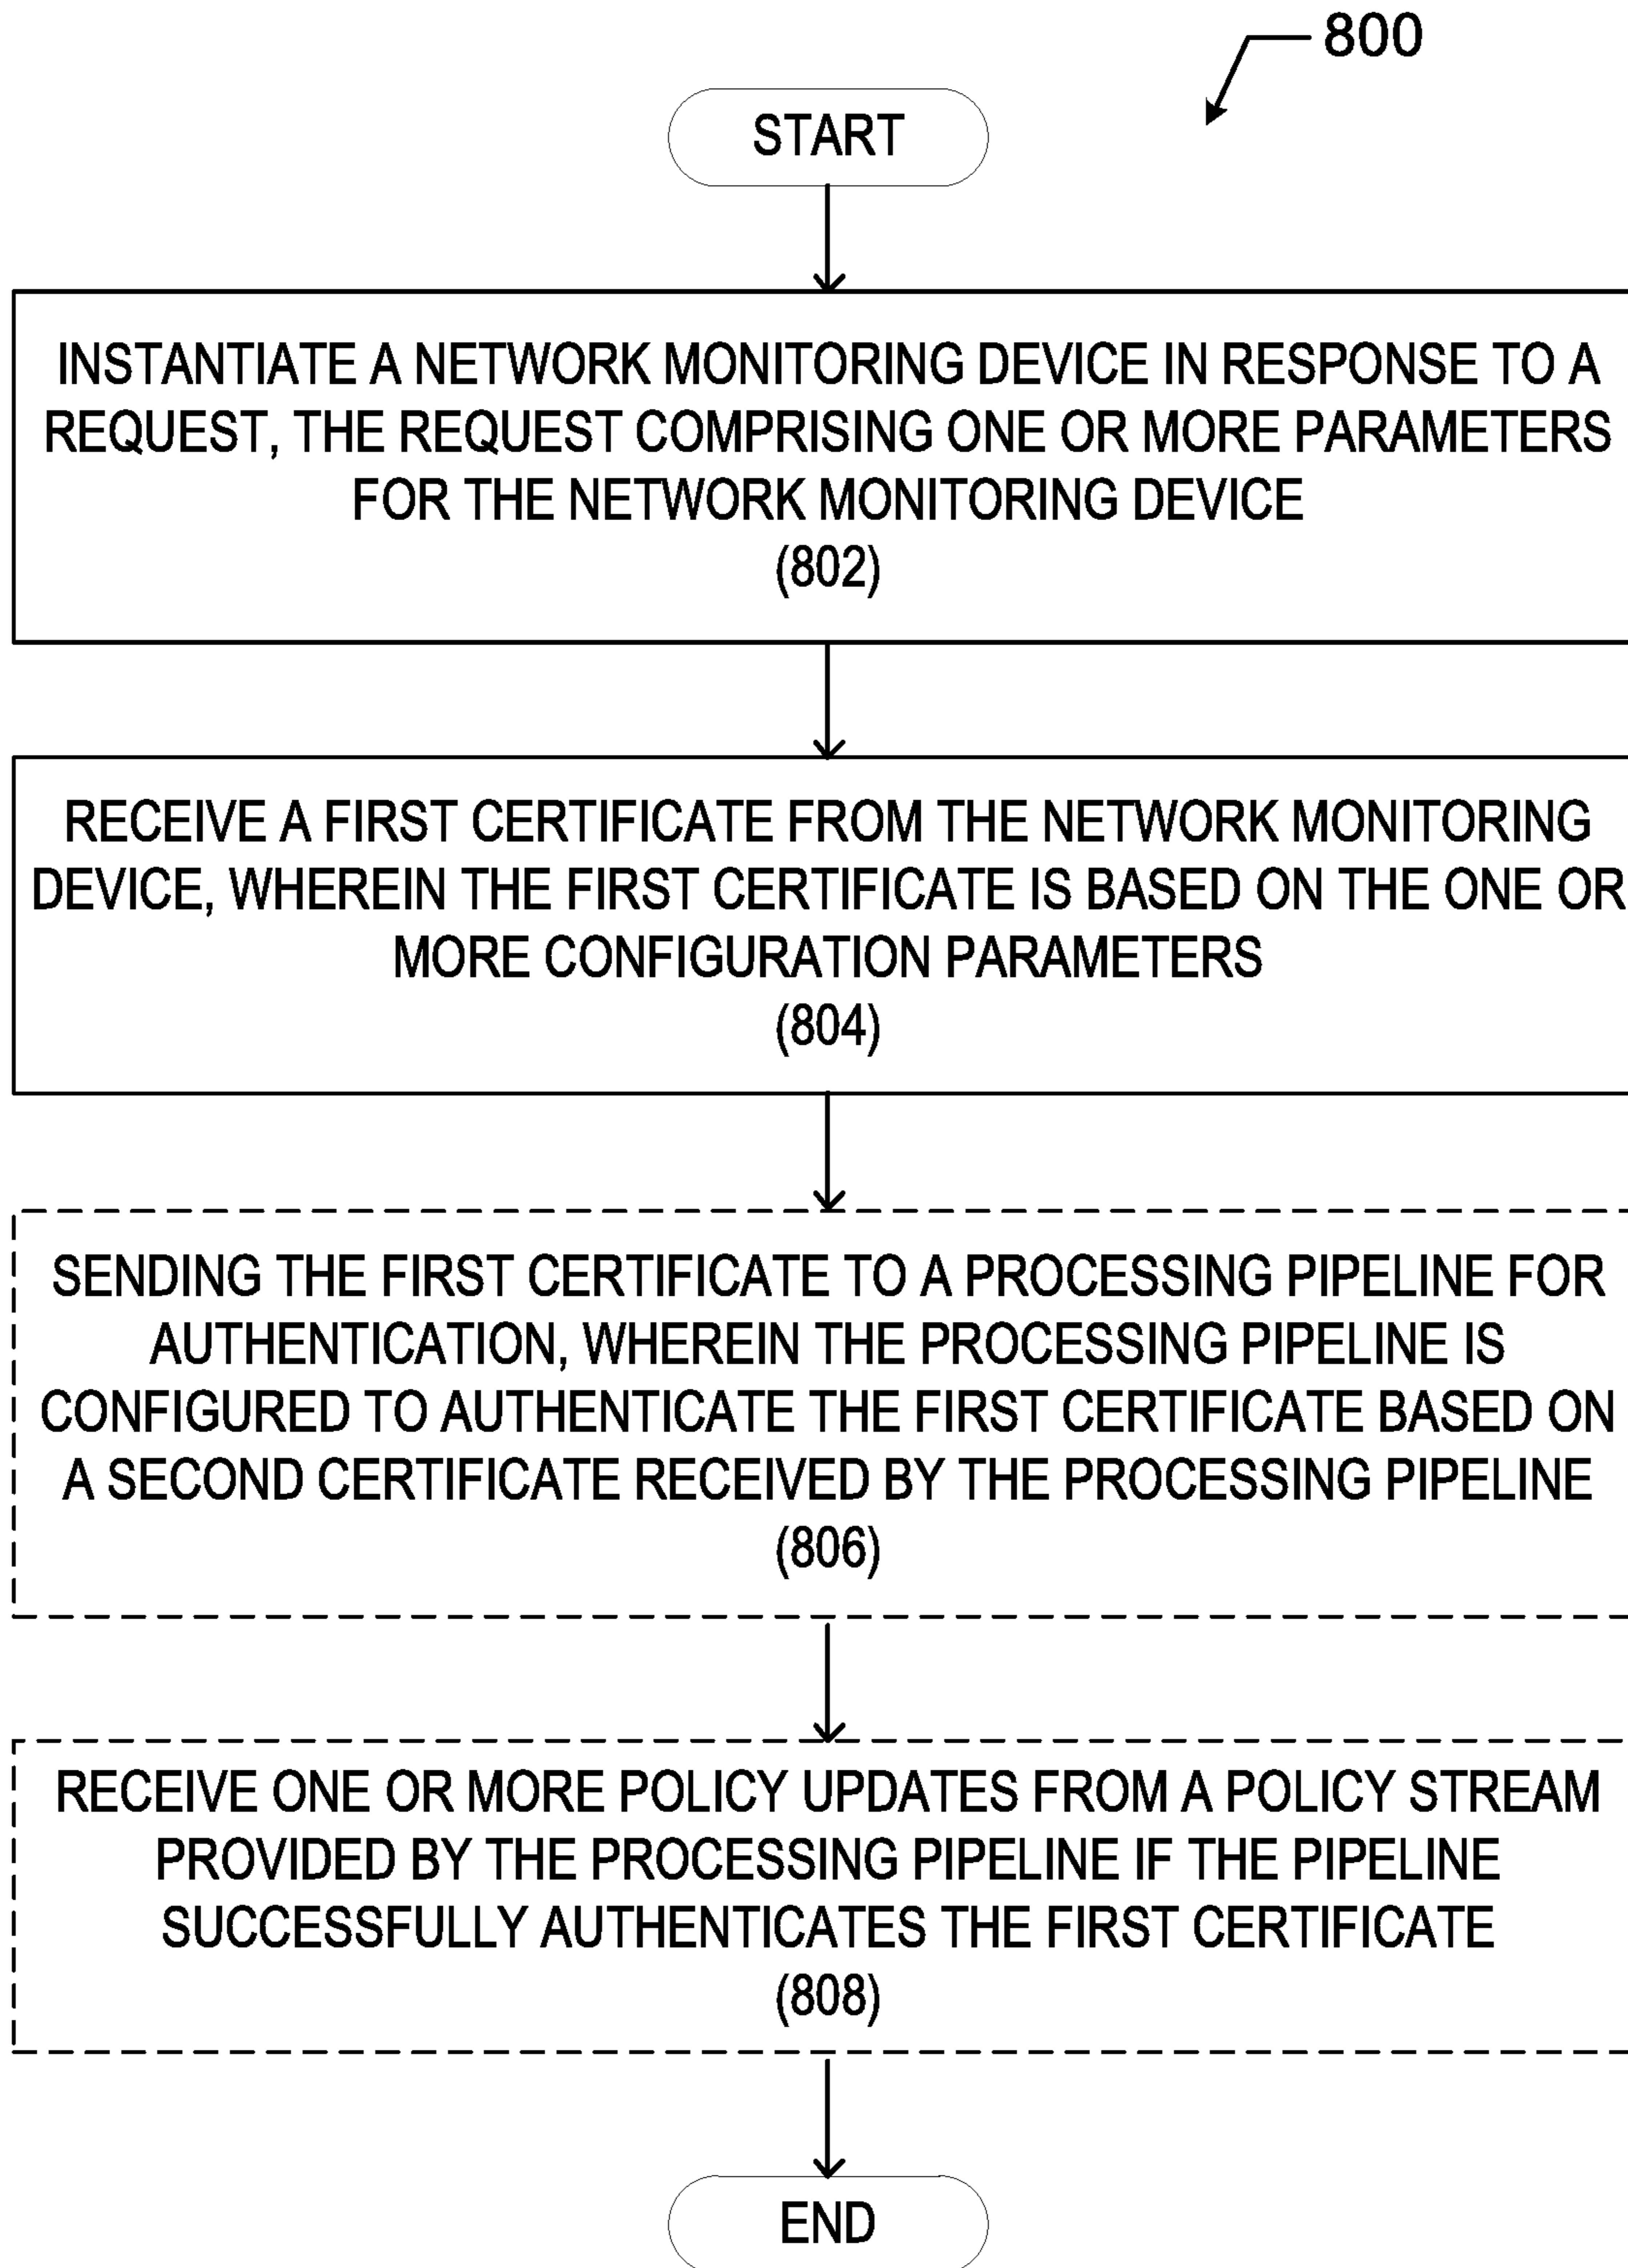 800
START
INSTANTIATE A NETWORK MONITORING DEVICE IN RESPONSE TO A
REQUEST, THE REQUEST COMPRISING ONE OR MORE PARAMETERS
FOR THE NETWORK MONITORING DEVICE
(802)
RECEIVE A FIRST CERTIFICATE FROM THE NETWORK MONITORING
DEVICE, WHEREIN THE FIRST CERTIFICATE IS BASED ON THE ONE OR
MORE CONFIGURATION PARAMETERS
(804)
SENDING THE FIRST CERTIFICATE TO A PROCESSING PIPELINE FOR
AUTHENTICATION, WHEREIN THE PROCESSING PIPELINE IS
CONFIGURED TO AUTHENTICATE THE FIRST CERTIFICATE BASED ON
A SECOND CERTIFICATE RECEIVED BY THE PROCESSING PIPELINE
(806)
RECEIVE ONE OR MORE POLICY UPDATES FROM A POLICY STREAM
PROVIDED BY THE PROCESSING PIPELINE IF THE PIPELINE
SUCCESSFULLY AUTHENTICATES THE FIRST CERTIFICATE
(808)
END